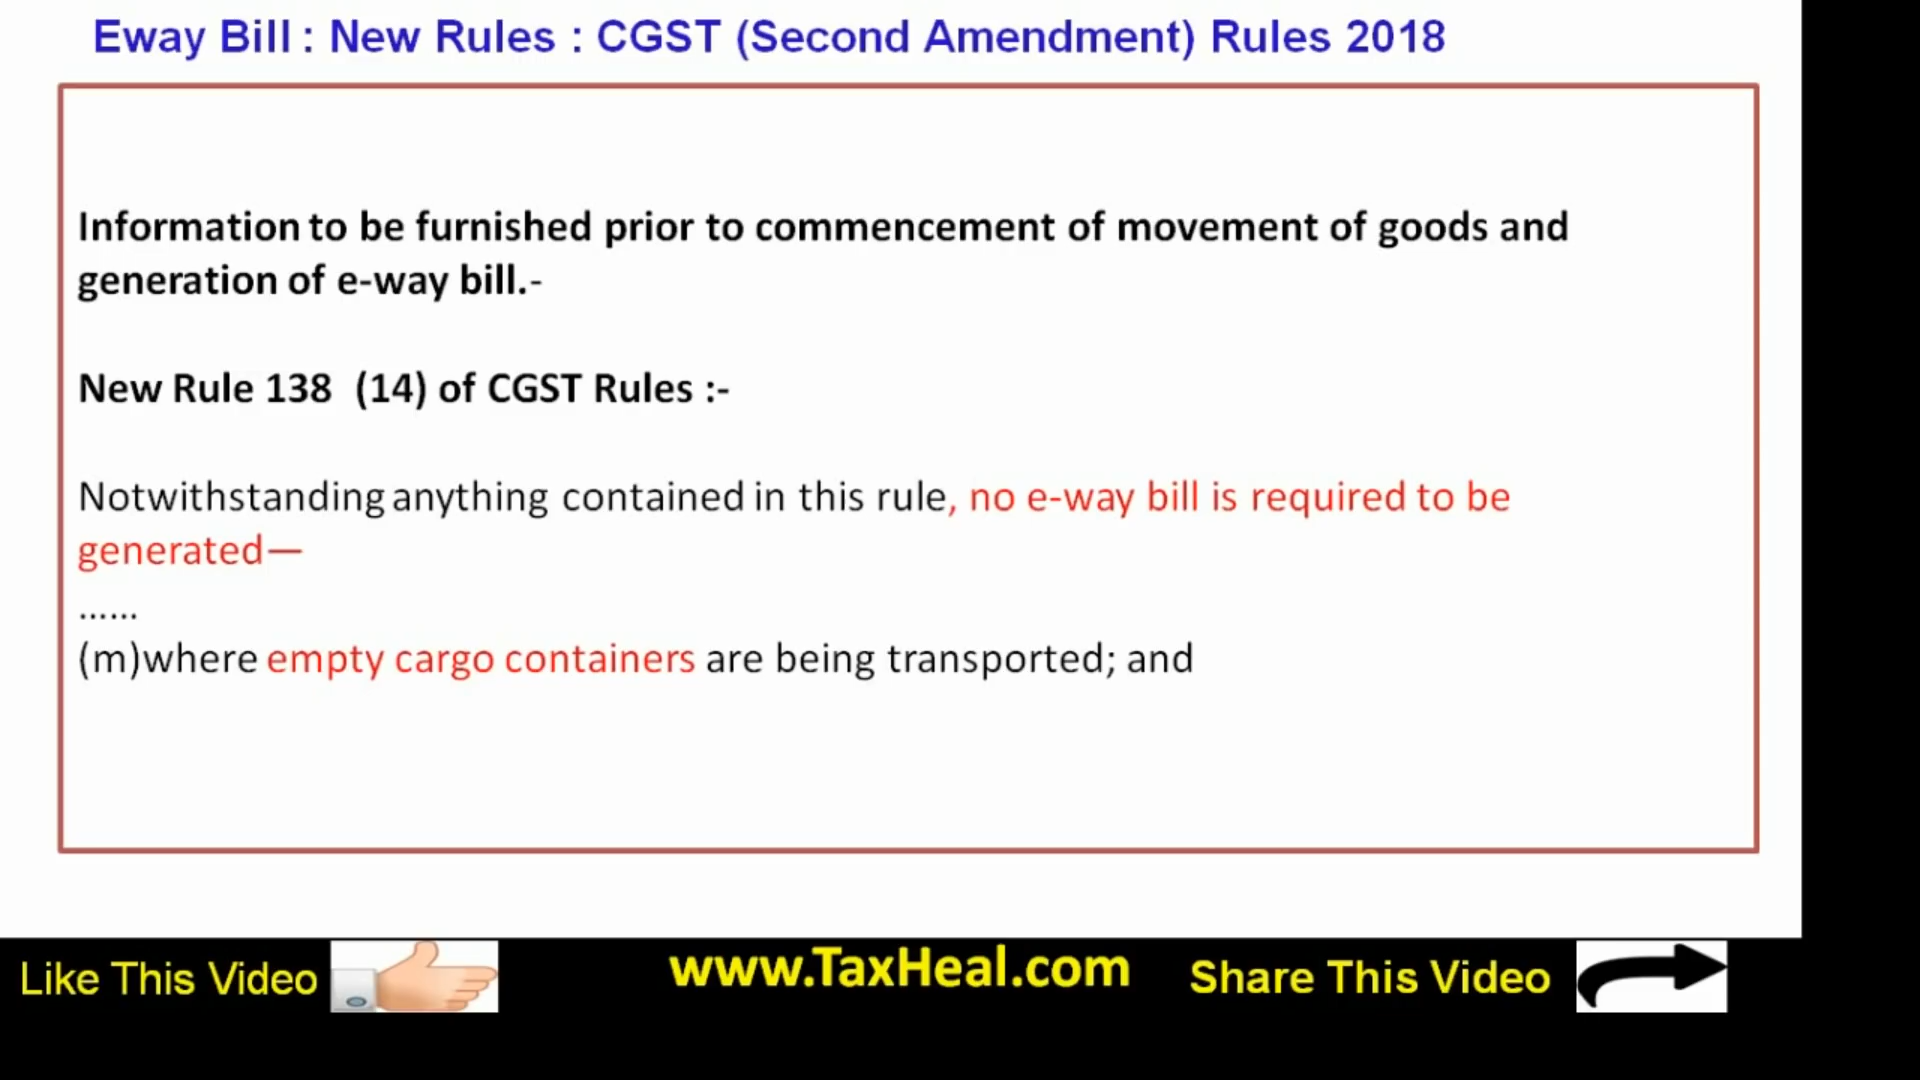 Eway Bill : New Rules : CGST (Second Amendment) Rules 2018
Information to be furnished prior to commencement of movement of goods and
generation of e-way bill.-
New Rule 138 (14) of CGST Rules :-
Notwithstanding anything contained in this rule, no e-way bill is required to be
generated—
......
(m)where empty cargo containers are being transported; and
Like This Video
www.TaxHeal.com
Share This Video